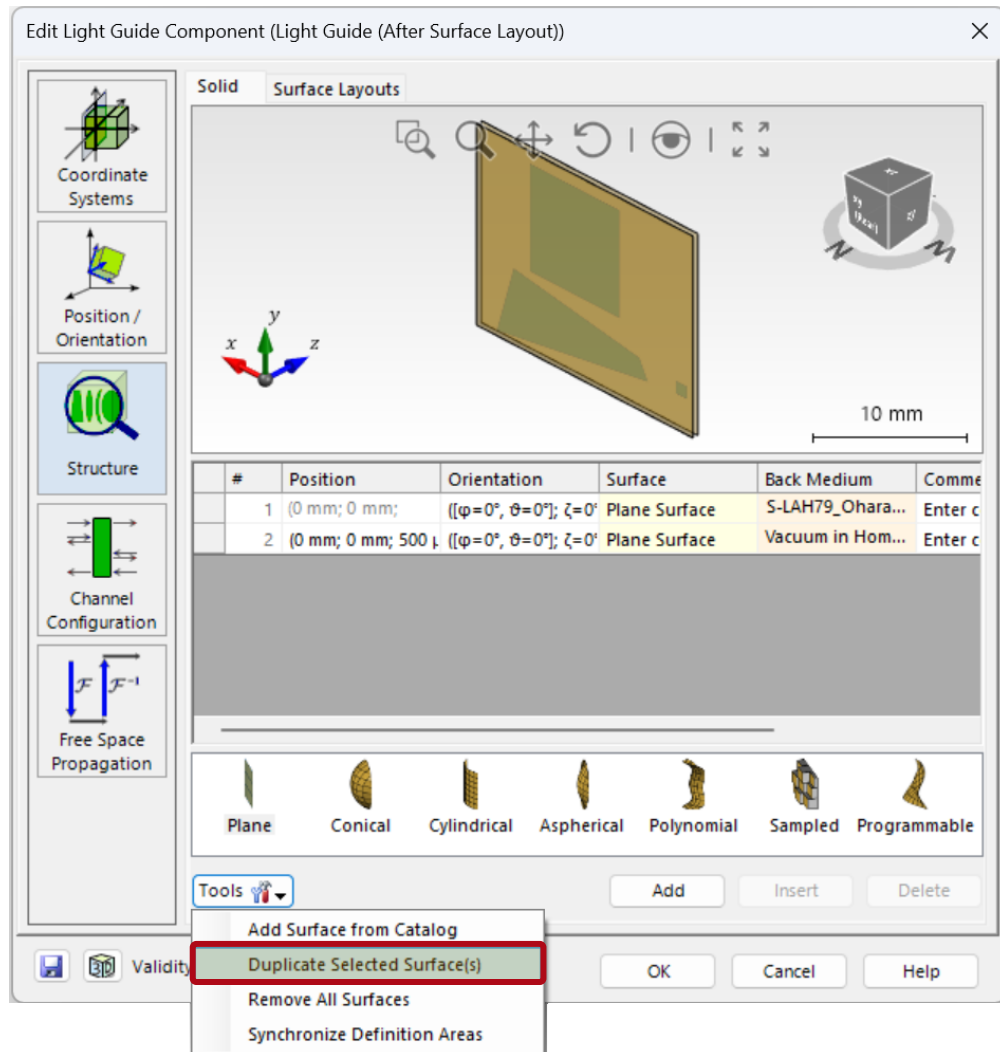 Edit Light Guide Component (Light Guide (After Surface Layout))
Coordinate
Systems
Position /
Orientation
Structure
Channel
Configuration
Free Space
Propagation
Solid
Surface Layouts
y
x
z
N
M
10 mm
# Position Orientation Surface Back Medium Comme
1 (0 mm; 0 mm; ([φ=0°, ϑ=0°]; ζ=0° Plane Surface S-LAH79_Ohara... Enter c
2 (0 mm; 0 mm; 500 µ ([φ=0°, ϑ=0°]; ζ=0° Plane Surface Vacuum in Hom... Enter c
ℱ ℱ⁻¹
Plane Conical Cylindrical Aspherical Polynomial Sampled Programmable
Tools Add Insert Delete
Add Surface from Catalog
Duplicate Selected Surface(s)
Remove All Surfaces
Synchronize Definition Areas
3D Validity
OK Cancel Help